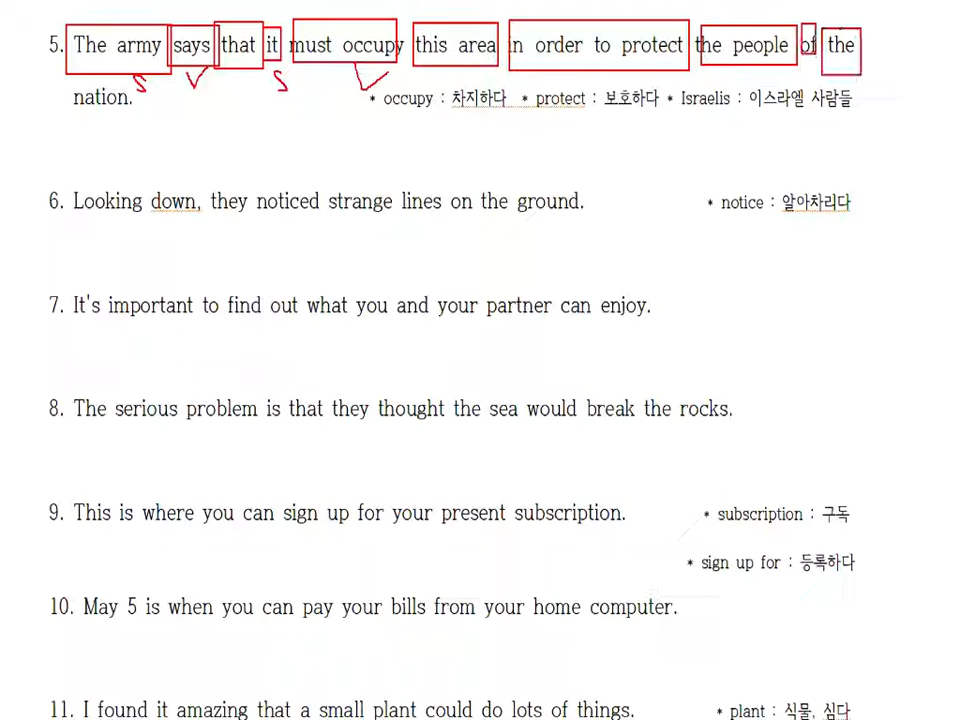 5. The army says that it must occupy this area in order to protect the people of the
S V S V
nation. * occupy : 차지하다 * protect : 보호하다 * Israelis : 이스라엘 사람들
6. Looking down, they noticed strange lines on the ground. * notice : 알아차리다
7. It's important to find out what you and your partner can enjoy.
8. The serious problem is that they thought the sea would break the rocks.
9. This is where you can sign up for your present subscription. * subscription : 구독
* sign up for : 등록하다
10. May 5 is when you can pay your bills from your home computer.
11. I found it amazing that a small plant could do lots of things. * plant : 식물, 심다